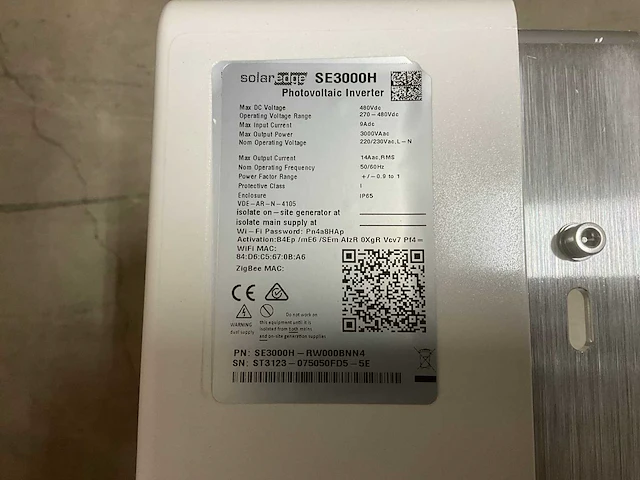 solaredge SE3000H
Photovoltaic Inverter
Max DC Voltage 480Vdc
Operating Voltage Range 270-480Vdc
Max Input Current 9Adc
Max Output Power 3000VAac
Nom Operating Voltage 220/230Vac,L-N
Max Output Current 14Aac,RMS
Nom Operating Frequency 50/60Hz
Power Factor Range +/-0.9 to 1
Protective Class I
Enclosure IP65
VDE-AR-N-4105
isolate on-site generator at
isolate main supply at
Wi-Fi Password: Pn4a8HAp
Activation:B4Ep/mE6/SEm AtzR 0XgR Vcv7 Pf4=
WiFi MAC:
84:D6:C5:67:0B:A6
ZigBee MAC:
CE
WARNING
dual supply
Do not work on
this equipment until it is
isolated from both mains
and on-site generation supplies
PN: SE3000H-RW000BNN4
SN: ST3123-075050FD5-5E